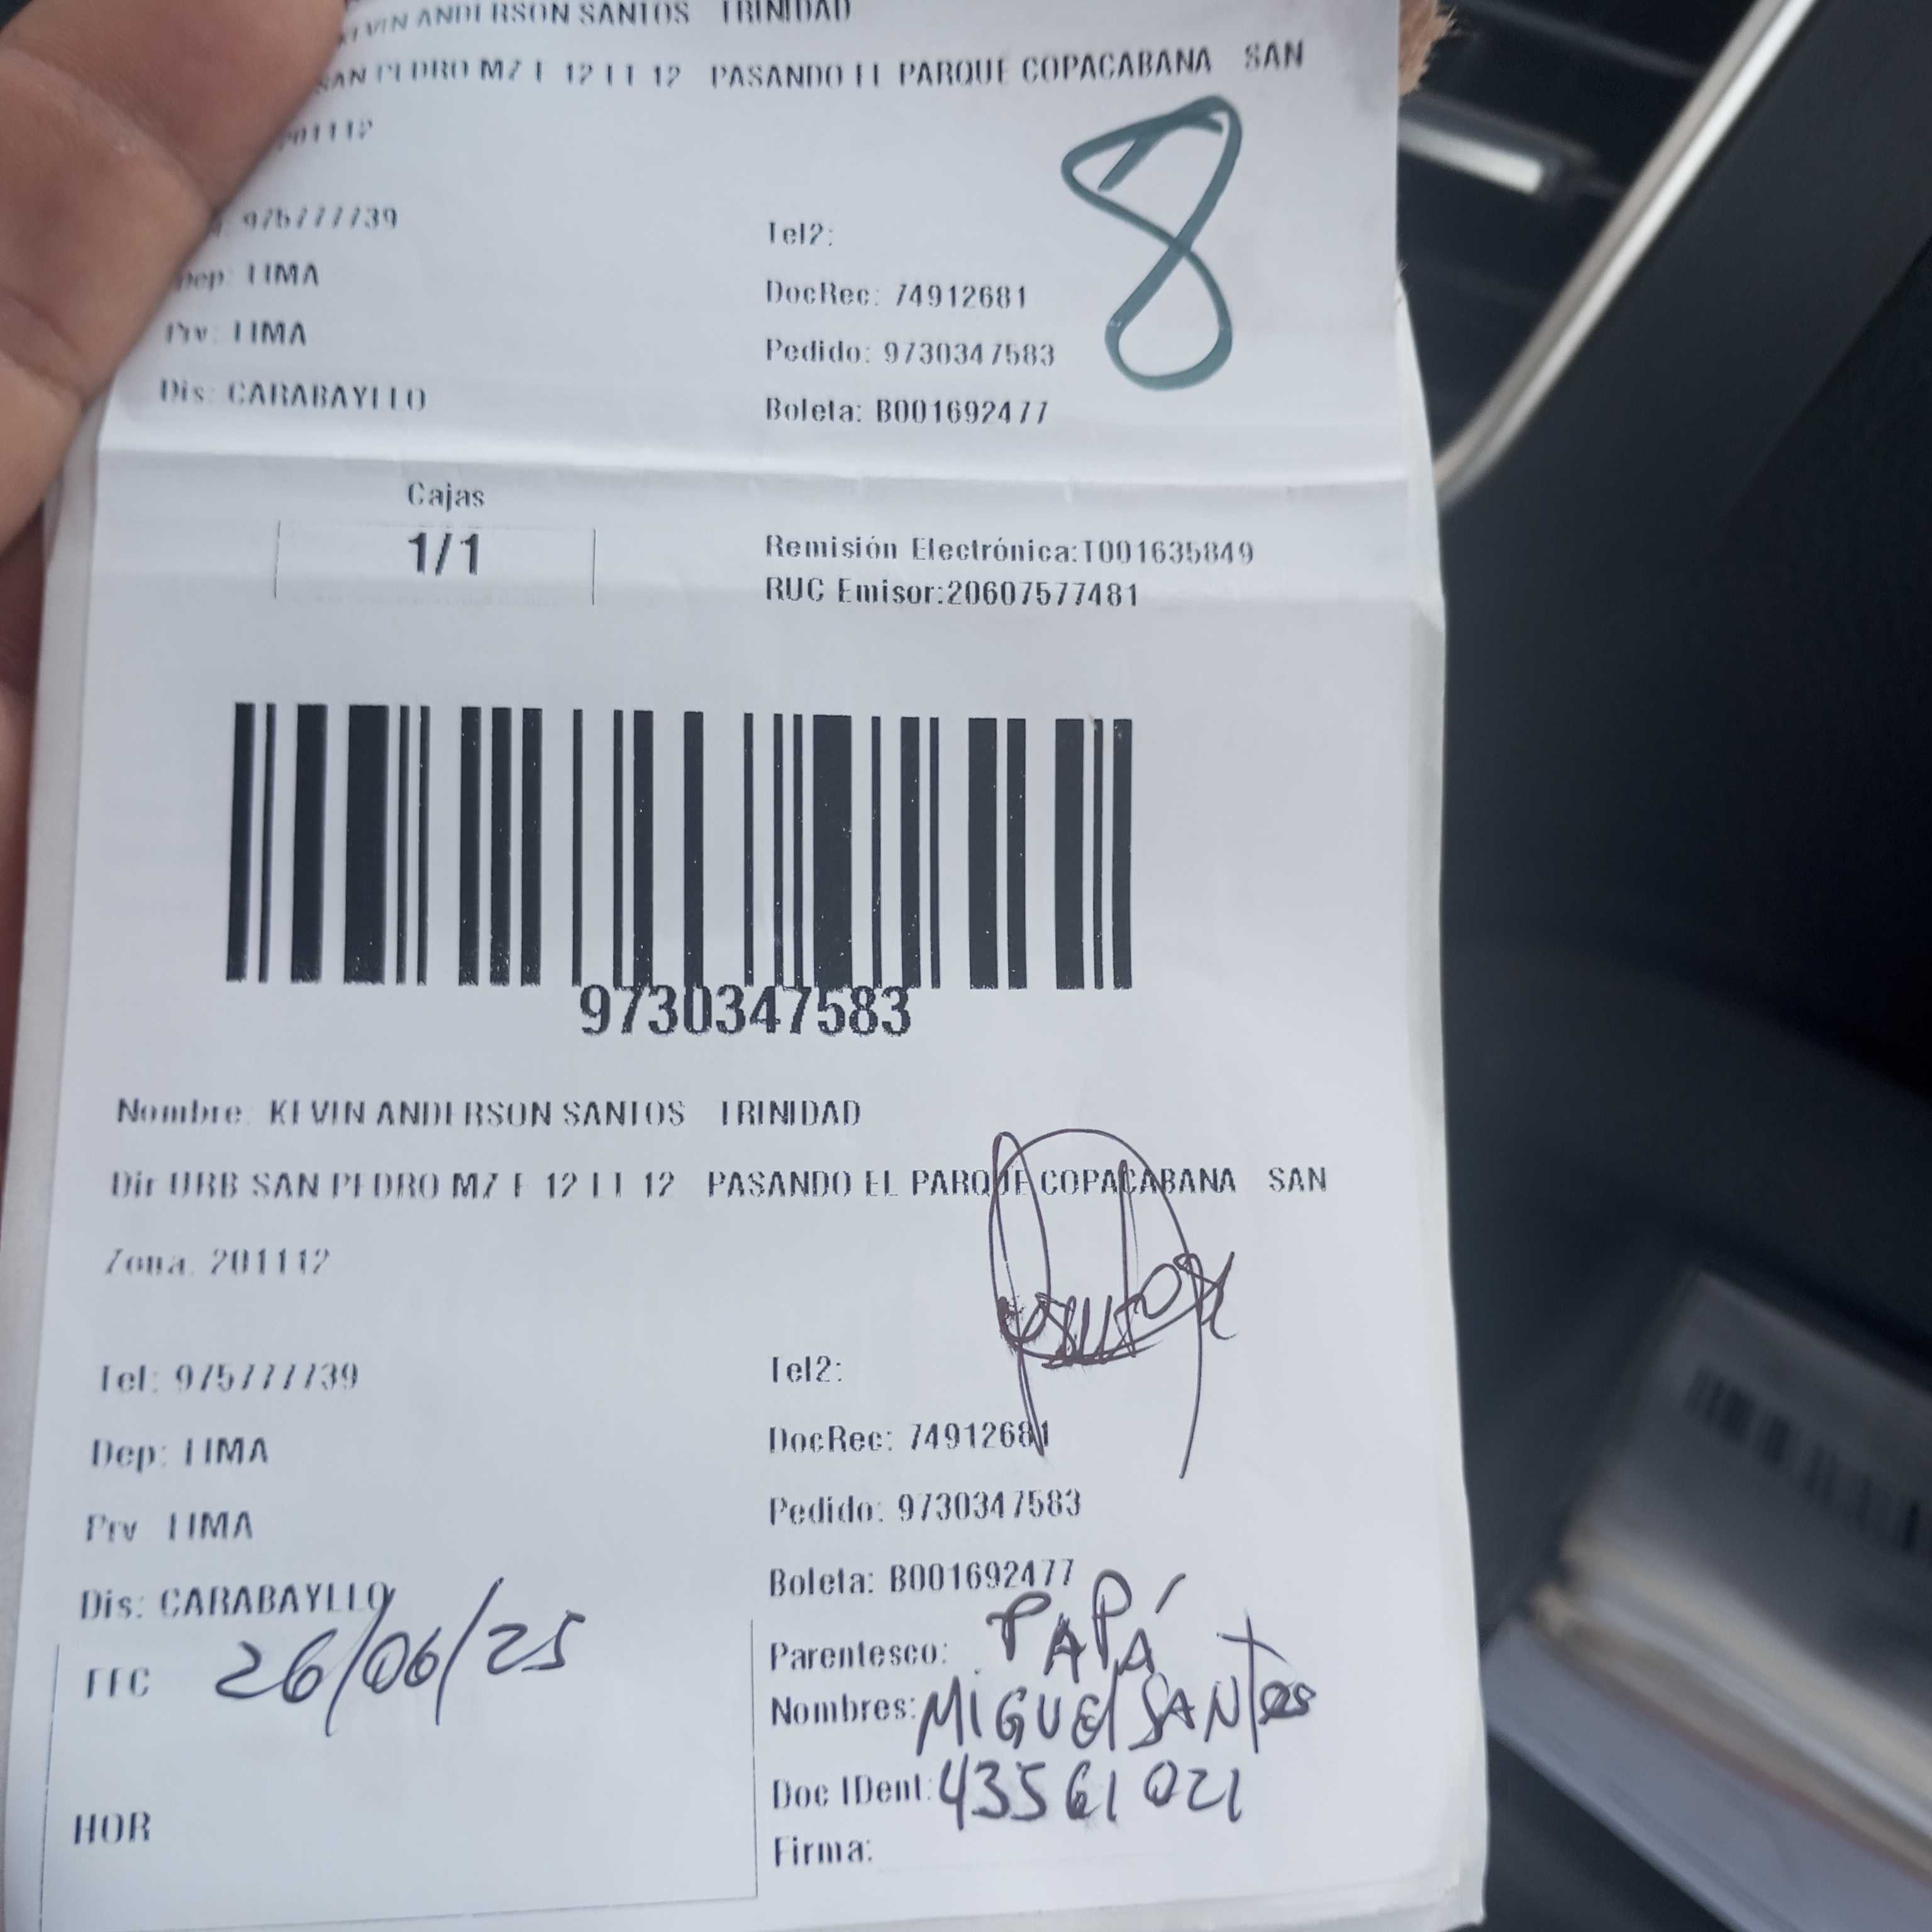 KEVIN ANDERSON SANTOS TRINIDAD
SAN PEDRO MZ E 12 LT 12 PASANDO EL PARQUE COPACABANA SAN
201112
8
975777739
Tel2:
Dep: LIMA
DocRec: 74912681
Prv: LIMA
Pedido: 9730347583
Dis: CARABAYLLO
Boleta: B001692477
Cajas
1/1
Remisión Electrónica:T001635849
RUC Emisor:20607577481
9730347583
Nombre: KEVIN ANDERSON SANTOS TRINIDAD
Dir URB SAN PEDRO MZ E 12 LT 12 PASANDO EL PARQUE COPACABANA SAN
Zona: 201112
Tel: 975777739
Tel2:
Dep: LIMA
DocRec: 74912681
Prv LIMA
Pedido: 9730347583
Dis: CARABAYLLO
Boleta: B001692477
FEC 26/06/25
Parentesco: PAPÁ
Nombres: MIGUEL SANTOS
Doc IDent: 43561021
HOR
Firma: